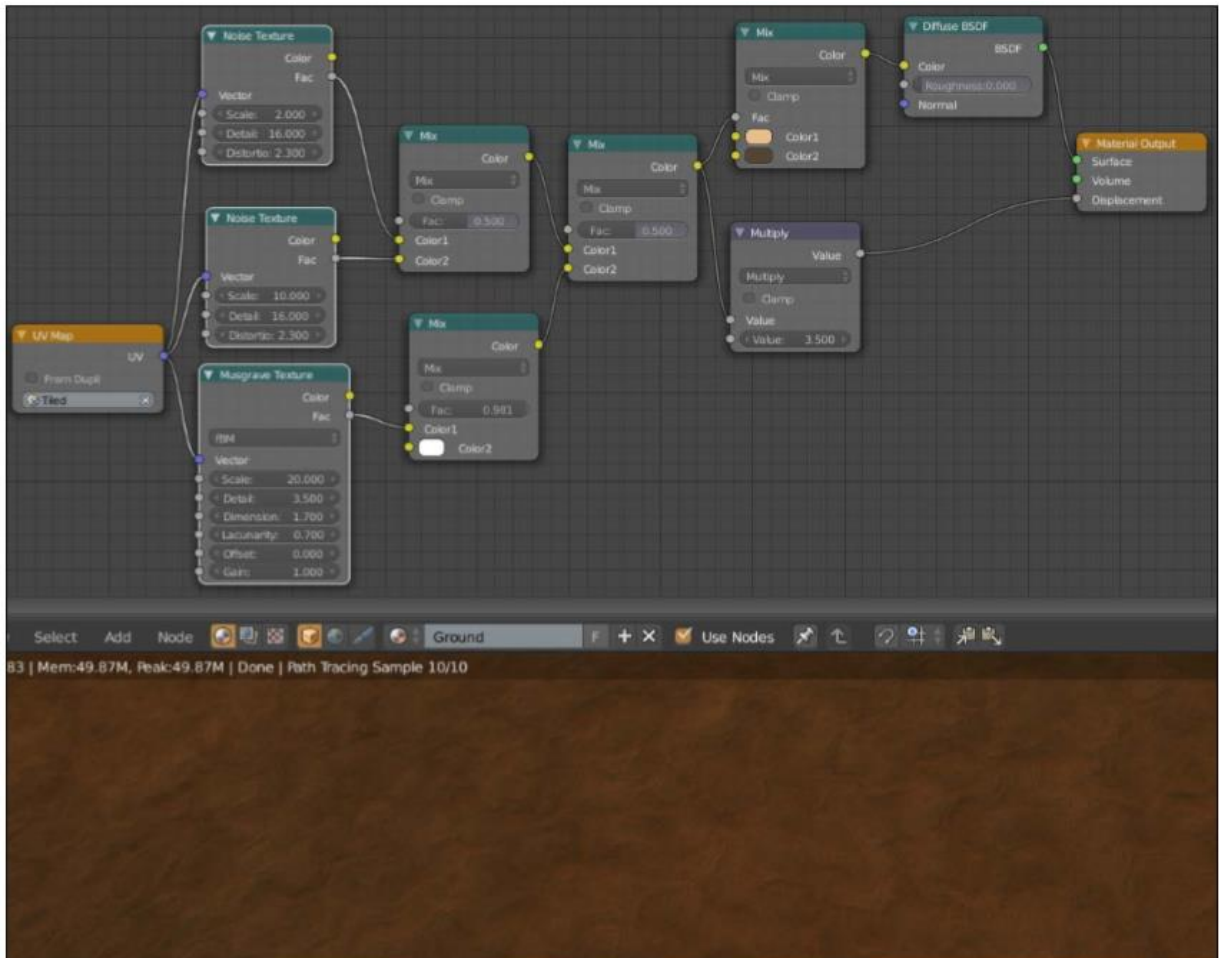 Noise Texture
Color
Fac
Vector
Scale: 2.000
Detail: 16.000
Distortio: 2.300
Noise Texture
Color
Fac
Vector
Scale: 10.000
Detail: 16.000
Distortio: 2.300
UV Map
UV
From Dupli
Tiled
Musgrave Texture
Color
Fac
fBM
Vector
Scale: 20.000
Detail: 3.500
Dimension: 1.700
Lacunarity: 0.700
Offset: 0.000
Gain: 1.000
Mix
Color
Mix
Clamp
Fac: 0.500
Color1
Color2
Mix
Color
Mix
Clamp
Fac: 0.981
Color1
Color2
Mix
Color
Mix
Clamp
Fac: 0.500
Color1
Color2
Mix
Color
Mix
Clamp
Fac
Color1
Color2
Multiply
Value
Multiply
Clamp
Value
Value: 3.500
Diffuse BSDF
BSDF
Color
Roughness:0.000
Normal
Material Output
Surface
Volume
Displacement
Select Add Node Ground F Use Nodes
83 | Mem:49.87M, Peak:49.87M | Done | Path Tracing Sample 10/10